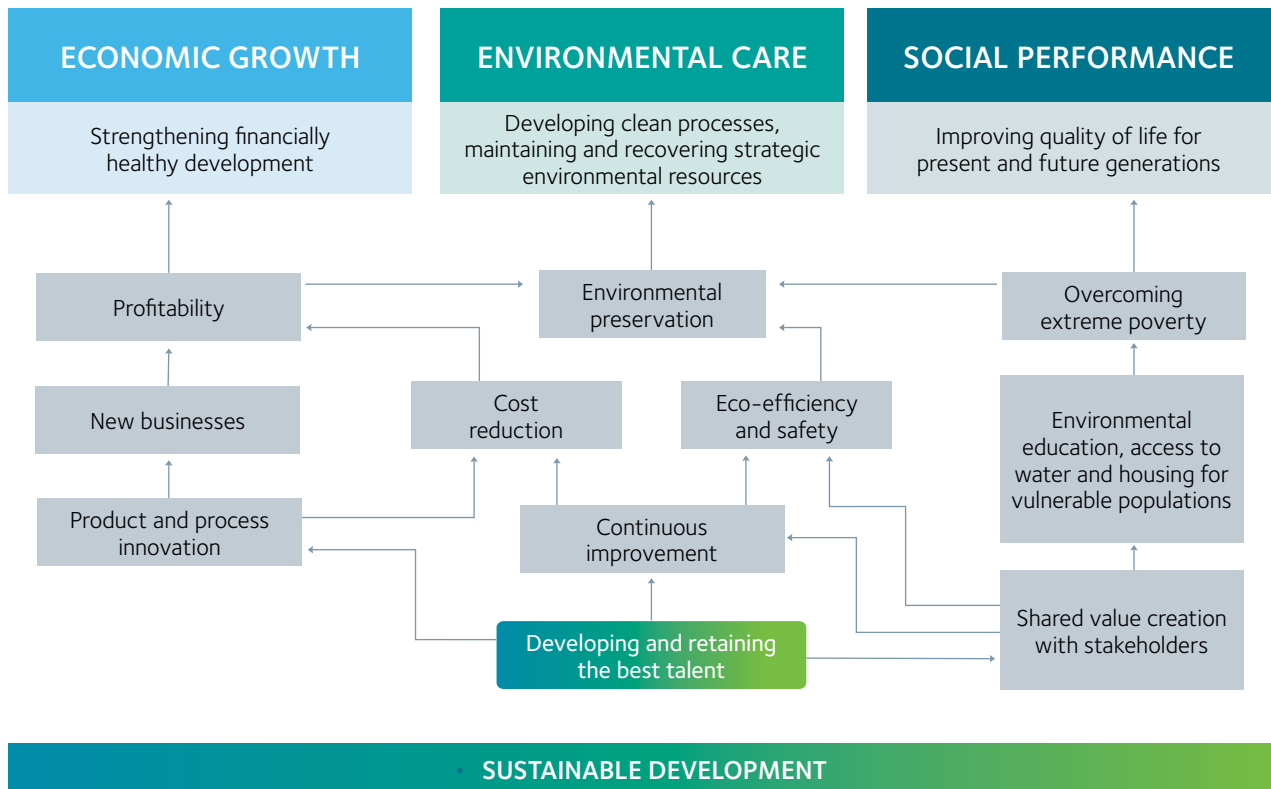 ECONOMIC GROWTH
Strengthening financially
healthy development
ENVIRONMENTAL CARE
Developing clean processes,
maintaining and recovering strategic
environmental resources
SOCIAL PERFORMANCE
Improving quality of life for
present and future generations
Profitability
Environmental
preservation
Overcoming
extreme poverty
New businesses
Cost
reduction
Eco-efficiency
and safety
Environmental
education, access to
water and housing for
vulnerable populations
Product and process
innovation
Continuous
improvement
Shared value creation
with stakeholders
Developing and retaining
the best talent
• SUSTAINABLE DEVELOPMENT